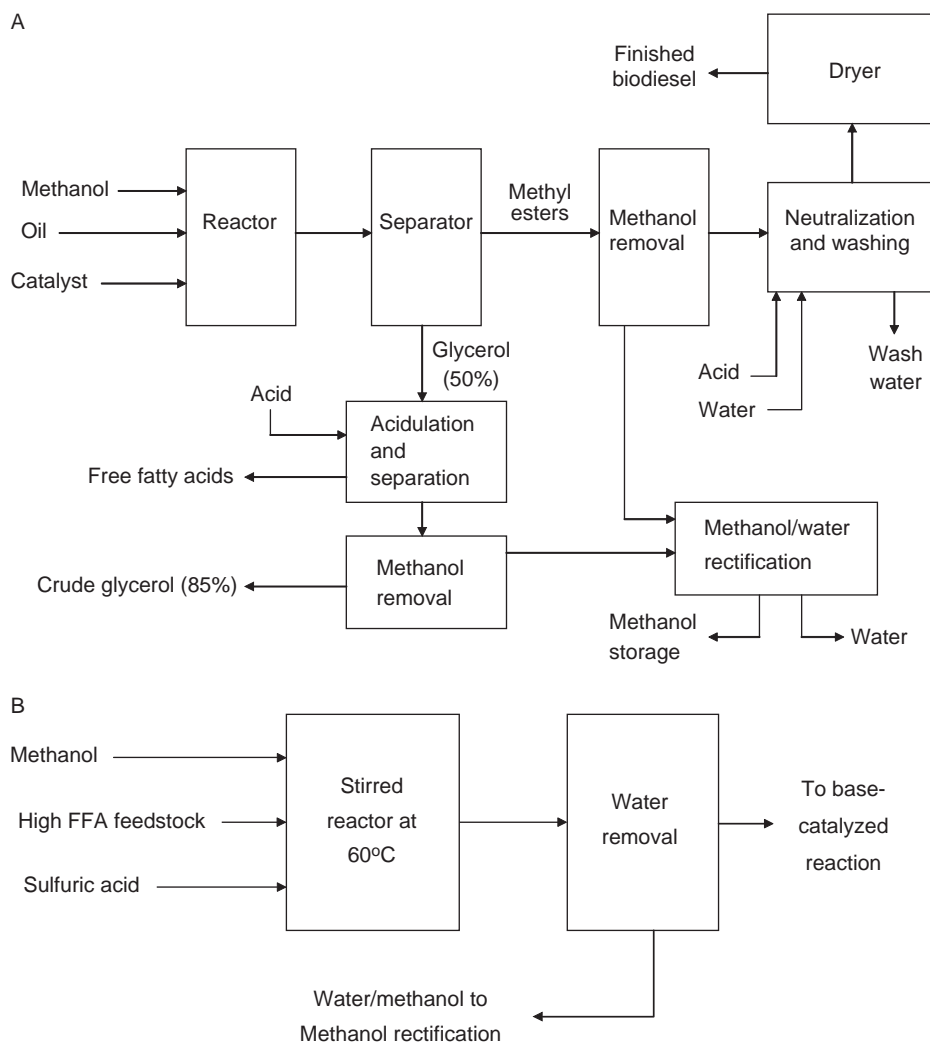 A
Finished
biodiesel
Dryer
Methanol
Oil
Catalyst
Reactor
Separator
Methyl
esters
Methanol
removal
Neutralization
and washing
Glycerol
(50%)
Acid
Water
Wash
water
Acid
Acidulation
and
separation
Free fatty acids
Methanol
removal
Crude glycerol (85%)
Methanol/water
rectification
Methanol
storage
Water
B
Methanol
High FFA feedstock
Sulfuric acid
Stirred
reactor at
60ºC
Water
removal
To base-
catalyzed
reaction
Water/methanol to
Methanol rectification